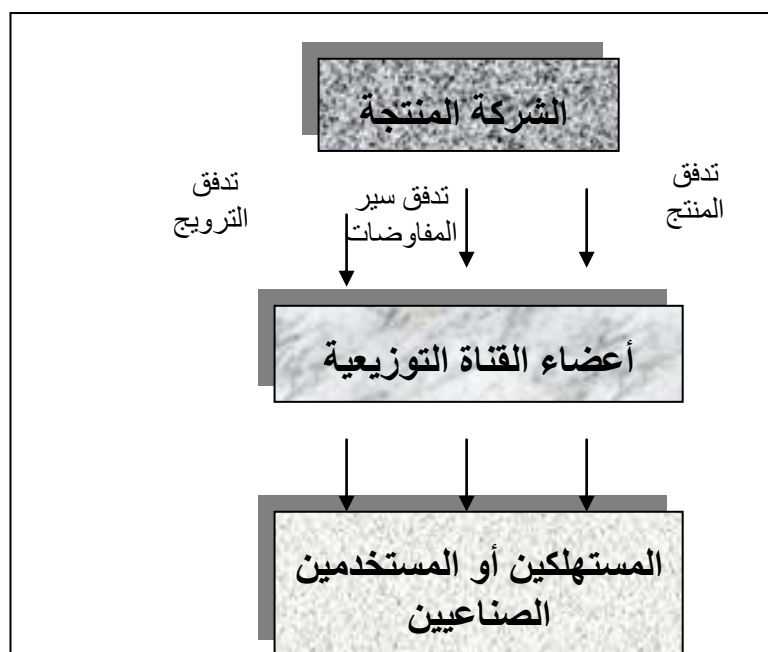 الشركة المنتجة
تدفق
المنتج
تدفق سير
المفاوضات
تدفق
الترويج
أعضاء القناة التوزيعية
المستهلكين أو المستخدمين
الصناعيين